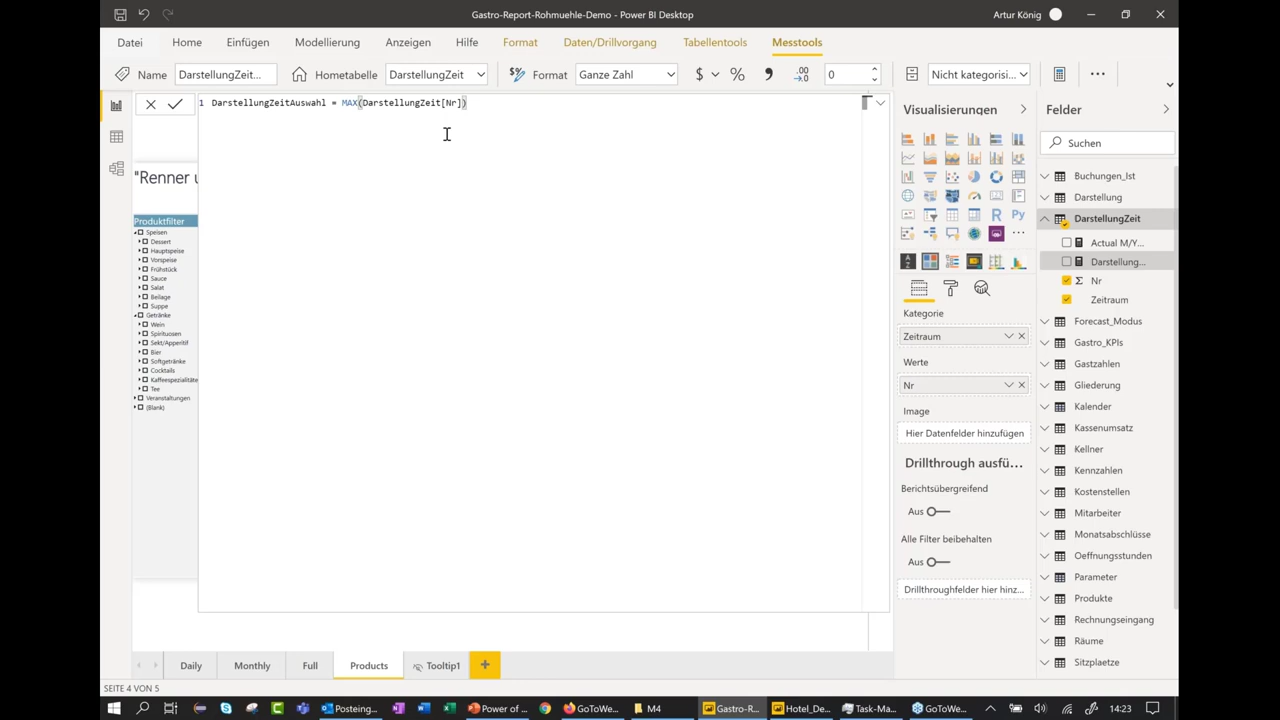 Gastro-Report-Rohmuehle-Demo - Power BI Desktop
Artur König
Datei Home Einfügen Modellierung Anzeigen Hilfe Format Daten/Drillvorgang Tabellentools Messtools
Name DarstellungZeit... Hometabelle DarstellungZeit Format Ganze Zahl $ % 0 Nicht kategorisi...
1 DarstellungZeitAuswahl = MAX(DarstellungZeit[Nr])
"Renner u
Produktfilter
Speisen
Dessert
Hauptspeise
Vorspeise
Frühstück
Sauce
Salat
Beilage
Suppe
Getränke
Wein
Spirituosen
Sekt/Apperitif
Bier
Softgetränke
Cocktails
Kaffeespezialitäte
Tee
Veranstaltungen
(Blank)
Visualisierungen
R Py
Kategorie
Zeitraum
Werte
Nr
Image
Hier Datenfelder hinzufügen
Drillthrough ausfü...
Berichtsübergreifend
Aus
Alle Filter beibehalten
Aus
Drillthroughfelder hier hinz...
Felder
Suchen
Buchungen_Ist
Darstellung
DarstellungZeit
Actual M/Y...
Darstellung...
Nr
Zeitraum
Forecast_Modus
Gastro_KPIs
Gastzahlen
Gliederung
Kalender
Kassenumsatz
Kellner
Kennzahlen
Kostenstellen
Mitarbeiter
Monatsabschlüsse
Oeffnungsstunden
Parameter
Produkte
Rechnungseingang
Räume
Sitzplaetze
Daily Monthly Full Products Tooltip1 +
SEITE 4 VON 5
Posteing... Power of ... GoToWe... M4 Gastro-R... Hotel_De... Task-Ma... GoToWe... 14:23